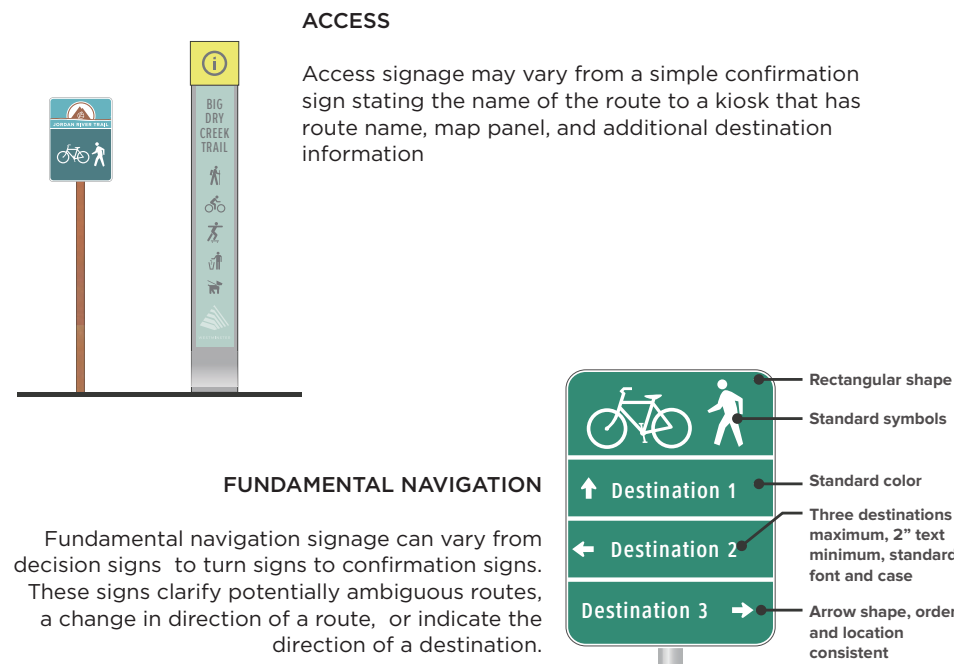 ACCESS
Access signage may vary from a simple confirmation
sign stating the name of the route to a kiosk that has
route name, map panel, and additional destination
information
JORDAN RIVER TRAIL
i
BIG
DRY
CREEK
TRAIL
FUNDAMENTAL NAVIGATION
Fundamental navigation signage can vary from
decision signs to turn signs to confirmation signs.
These signs clarify potentially ambiguous routes,
a change in direction of a route, or indicate the
direction of a destination.
Destination 1
Destination 2
Destination 3
Rectangular shape
Standard symbols
Standard color
Three destinations
maximum, 2” text
minimum, standard
font and case
Arrow shape, order
and location
consistent